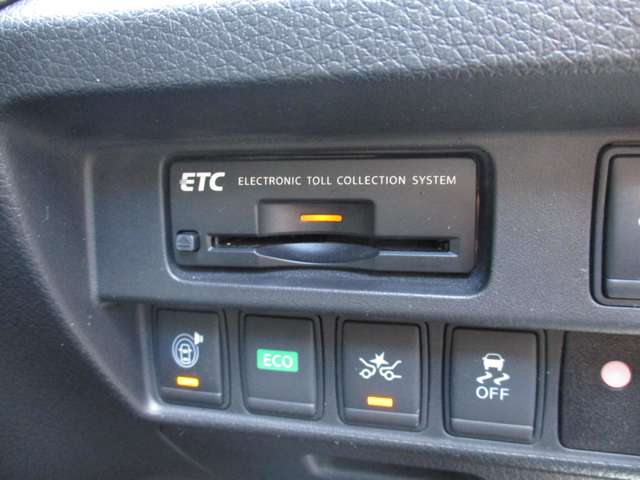 ETC ELECTRONIC TOLL COLLECTION SYSTEM
ECO
OFF